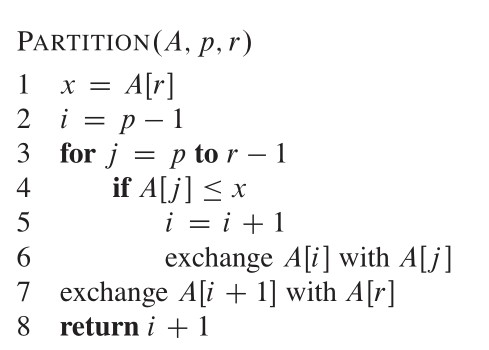 PARTITION(A, p, r)
1 x = A[r]
2 i = p − 1
3 for j = p to r − 1
4 if A[j] ≤ x
5 i = i + 1
6 exchange A[i] with A[j]
7 exchange A[i + 1] with A[r]
8 return i + 1